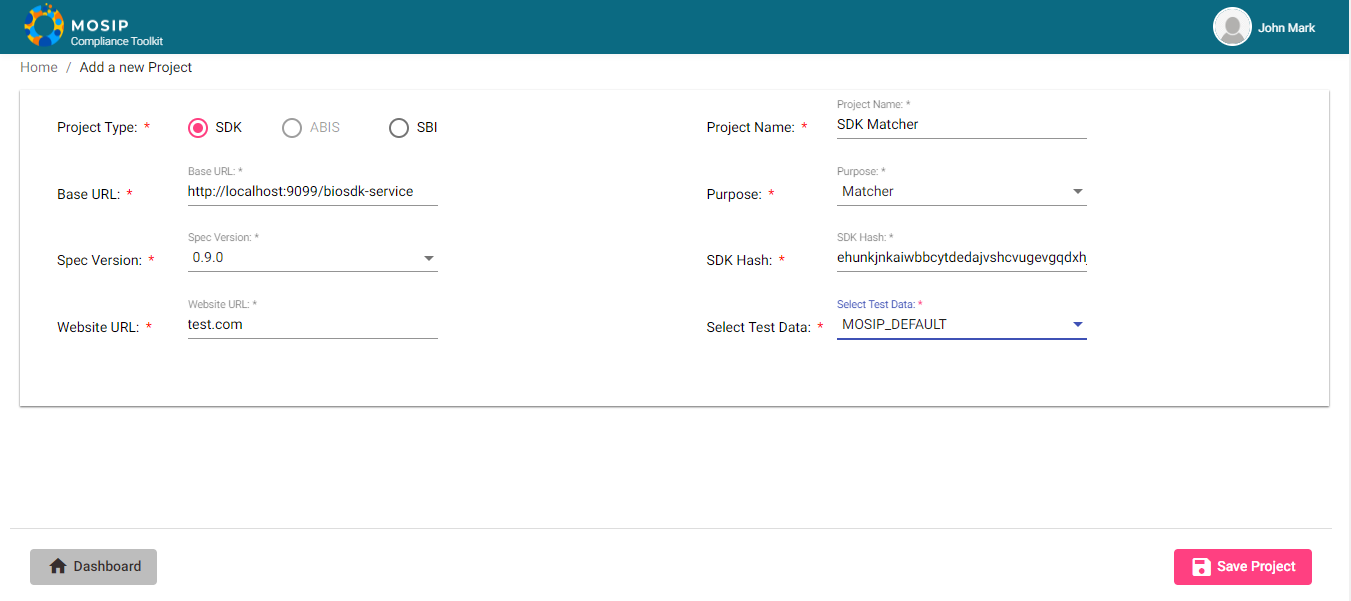 MOSIP
Compliance Toolkit
John Mark
Home / Add a new Project
Project Type: * SDK ABIS SBI
Project Name: *
Project Name: *
SDK Matcher
Base URL: *
Base URL: *
http://localhost:9099/biosdk-service
Purpose: *
Purpose: *
Matcher
Spec Version: *
Spec Version: *
0.9.0
SDK Hash: *
SDK Hash: *
ehunkjnkaiwbbcytdedajvshcvugevgqdxh
Website URL: *
Website URL: *
test.com
Select Test Data: *
Select Test Data: *
MOSIP_DEFAULT
Dashboard
Save Project